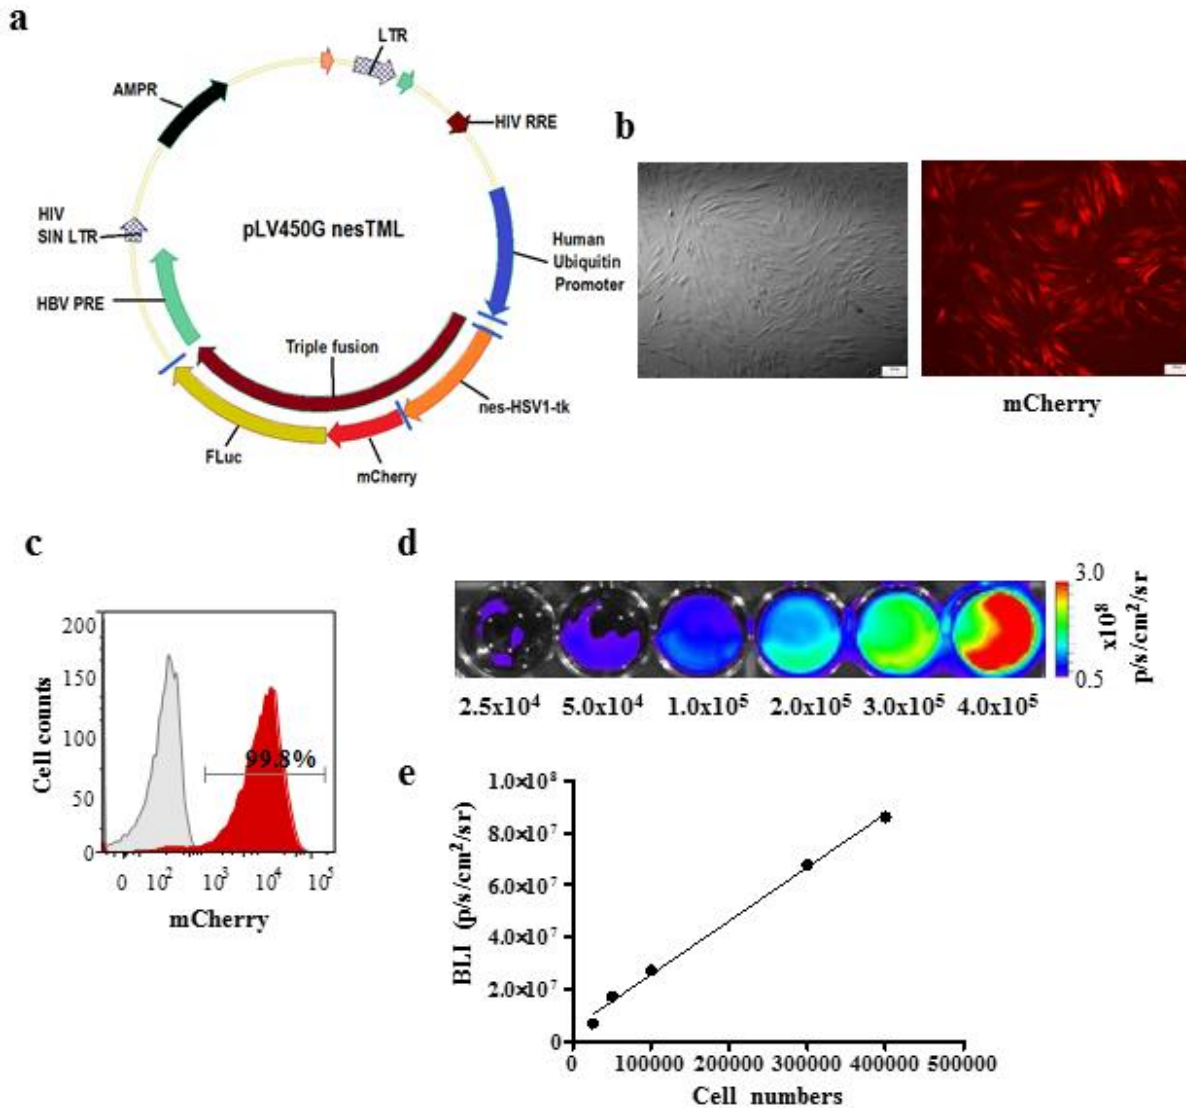 a
LTR
AMPR
HIV RRE
HIV
SIN LTR
pLV450G nesTML
Human
Ubiquitin
Promoter
HBV PRE
Triple fusion
nes-HSV1-tk
FLuc
mCherry
b
mCherry
c
200
150
100
50
0
Cell counts
99.8%
0 10² 10³ 10⁴ 10⁵
mCherry
d
3.0
x10⁸
0.5
p/s/cm²/sr
2.5x10⁴ 5.0x10⁴ 1.0x10⁵ 2.0x10⁵ 3.0x10⁵ 4.0x10⁵
e
1.0×10⁸
8.0×10⁷
6.0×10⁷
4.0×10⁷
2.0×10⁷
0
BLI (p/s/cm²/sr)
0 100000 200000 300000 400000 500000
Cell numbers